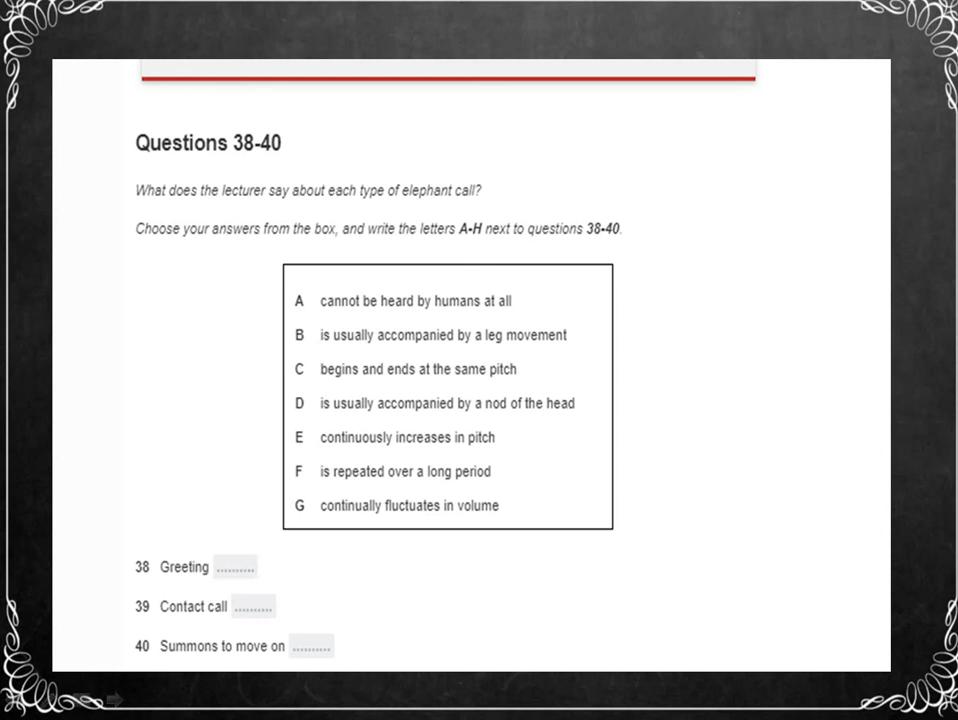 Questions 38-40
What does the lecturer say about each type of elephant call?
Choose your answers from the box, and write the letters A-H next to questions 38-40.
A cannot be heard by humans at all
B is usually accompanied by a leg movement
C begins and ends at the same pitch
D is usually accompanied by a nod of the head
E continuously increases in pitch
F is repeated over a long period
G continually fluctuates in volume
38 Greeting ..........
39 Contact call ..........
40 Summons to move on ..........